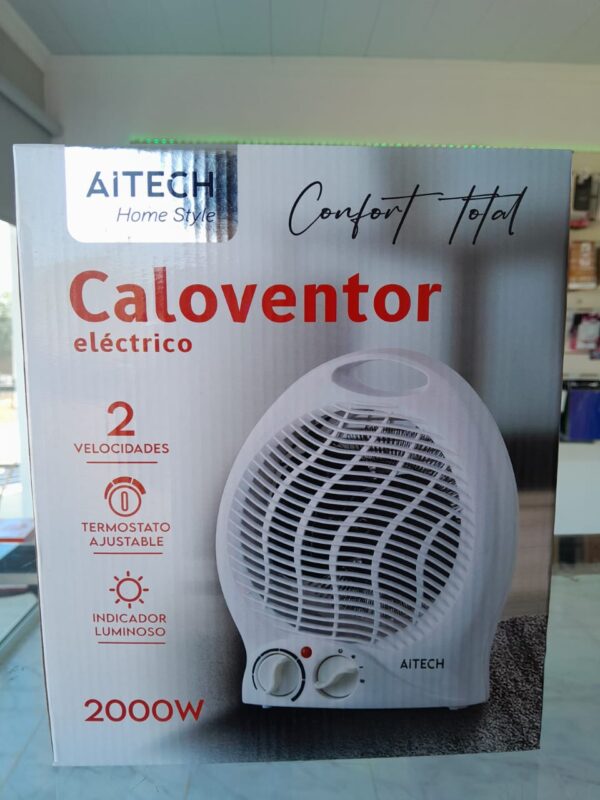 AiTECH
Home Style
Confort total
Caloventor
eléctrico
2
VELOCIDADES
TERMOSTATO
AJUSTABLE
INDICADOR
LUMINOSO
2000W
AiTECH